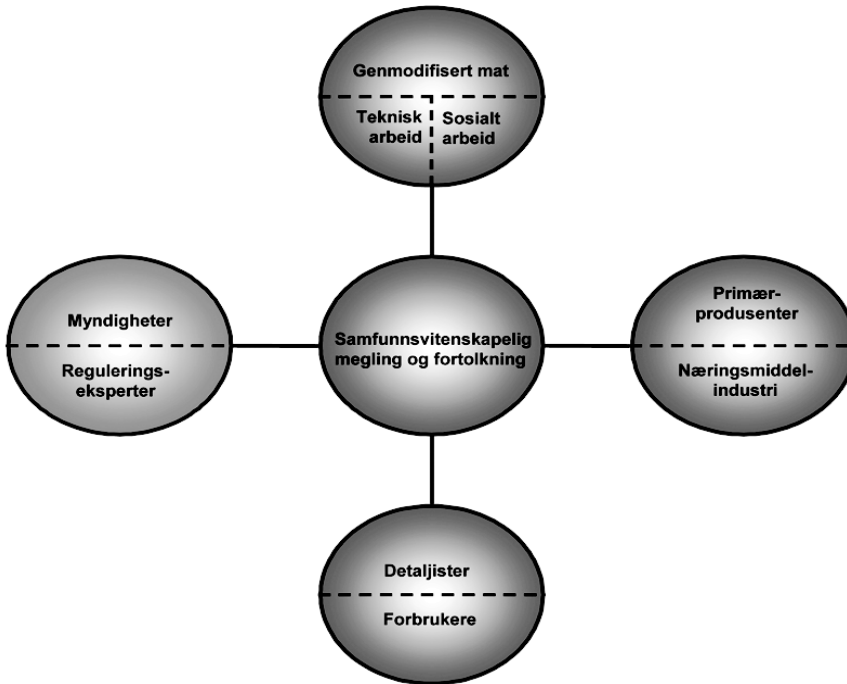 Genmodifisert mat
Teknisk
arbeid
Sosialt
arbeid
Myndigheter
Regulerings-
eksperter
Samfunnsvitenskapelig
megling og fortolkning
Primær-
produsenter
Næringsmiddel-
industri
Detaljister
Forbrukere